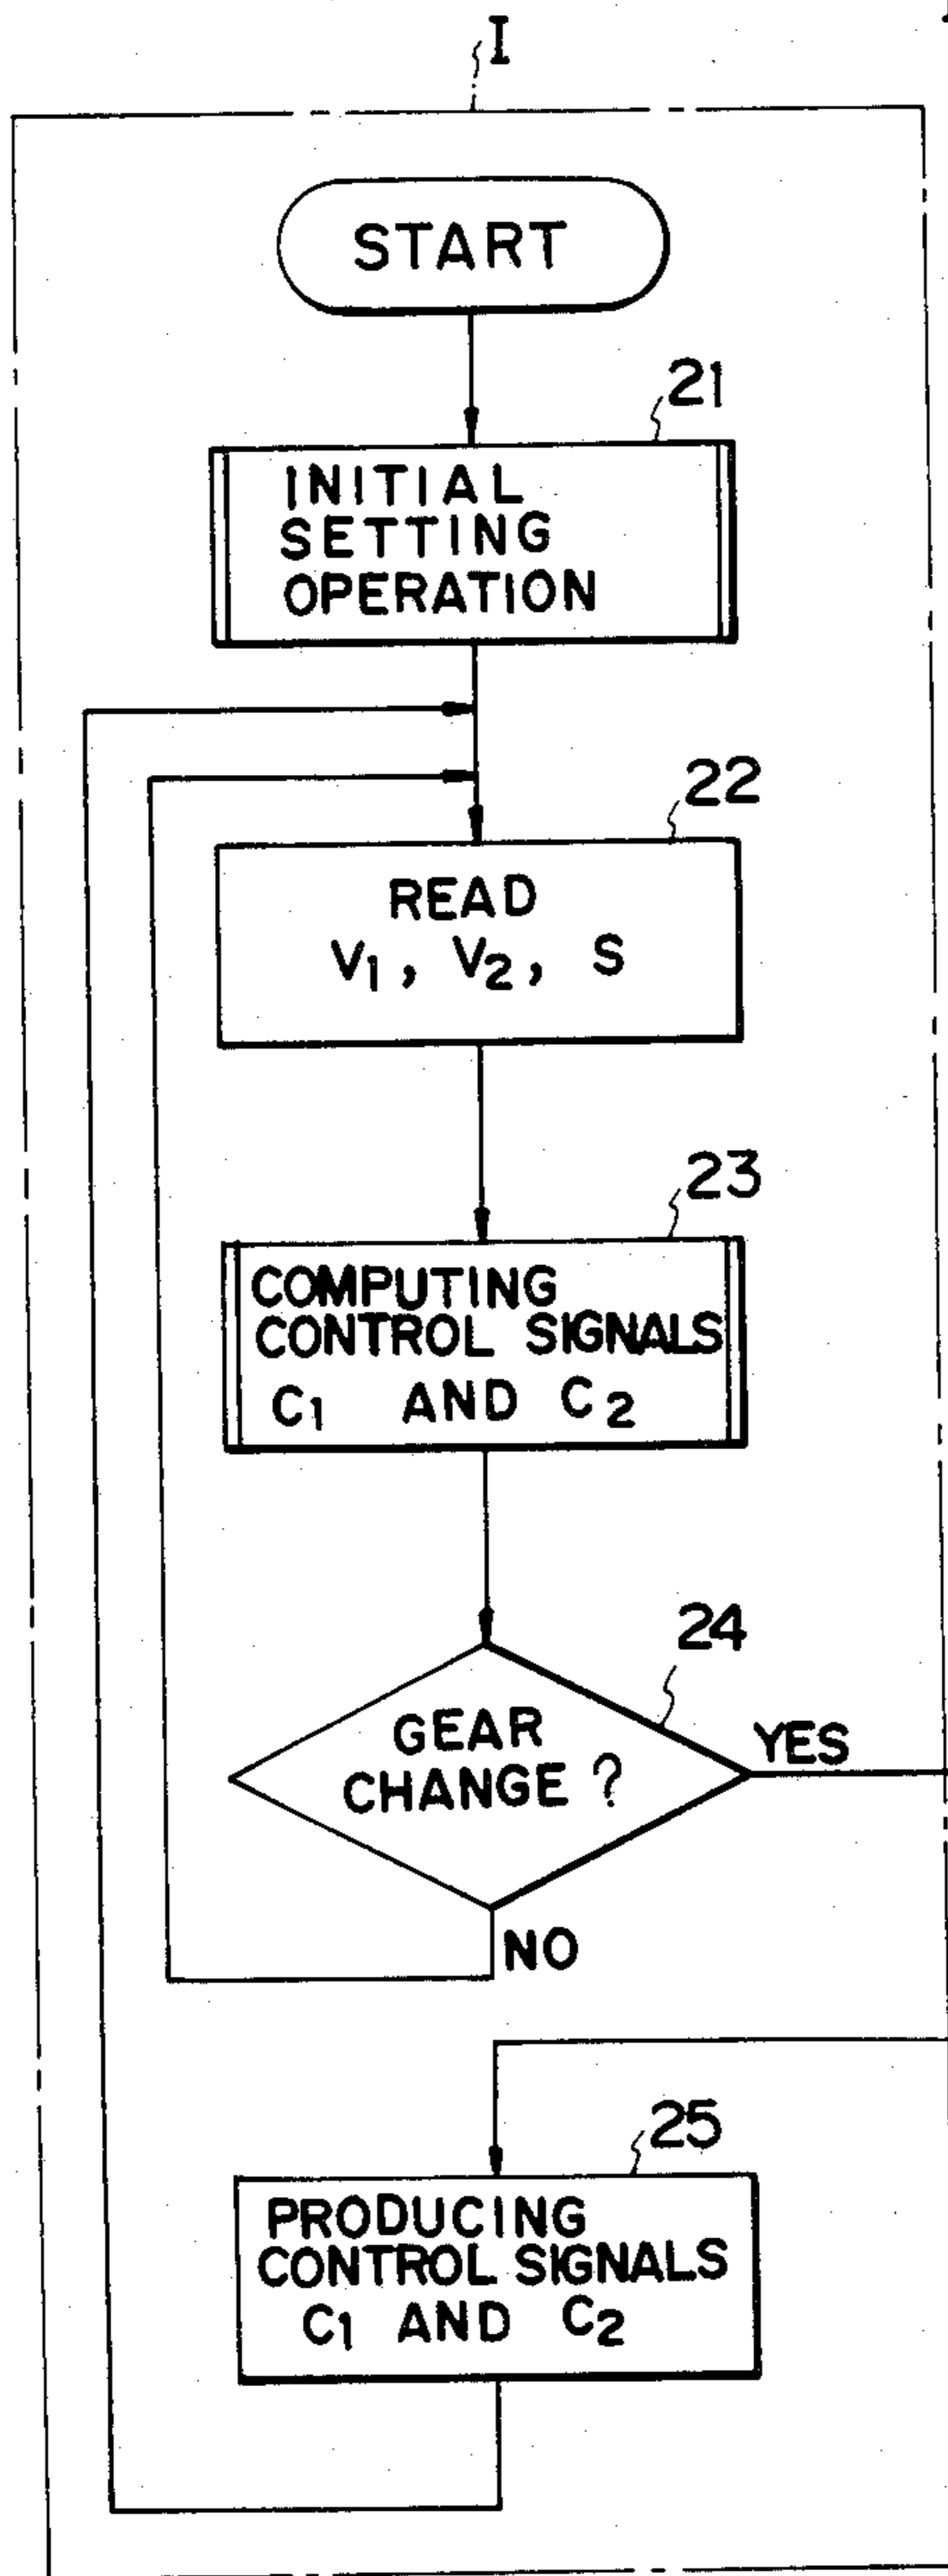 I
START
21
INITIAL
SETTING
OPERATION
22
READ
V1, V2, S
23
COMPUTING
CONTROL SIGNALS
C1 AND C2
24
GEAR
CHANGE ?
YES
NO
25
PRODUCING
CONTROL SIGNALS
C1 AND C2